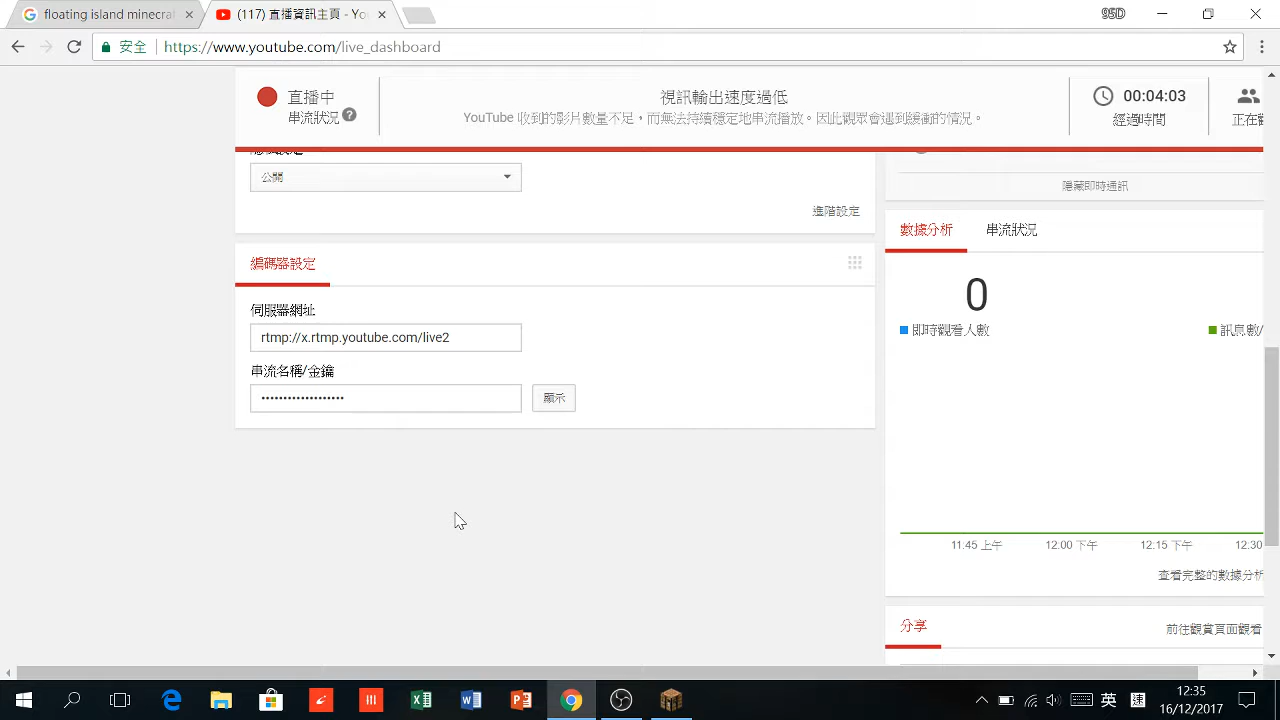 floating island minecra
(117) 直播資訊主頁 - Yo
95D
安全
https://www.youtube.com/live_dashboard
直播中
串流狀況
視訊輸出速度過低
YouTube 收到的影片數量不足，而無法持續穩定地串流播放。因此觀眾會遇到緩衝的情況。
00:04:03
經過時間
正在
公開
進階設定
隱藏即時通訊
編碼器設定
數據分析
串流狀況
伺服器網址
rtmp://x.rtmp.youtube.com/live2
0
即時觀看人數
訊息數/
串流名稱/金鑰
••••••••••••••••••• 顯示
11:45 上午
12:00 下午
12:15 下午
12:30
查看完整的數據分析
分享
前往觀賞頁面觀看
英
建
12:35
16/12/2017